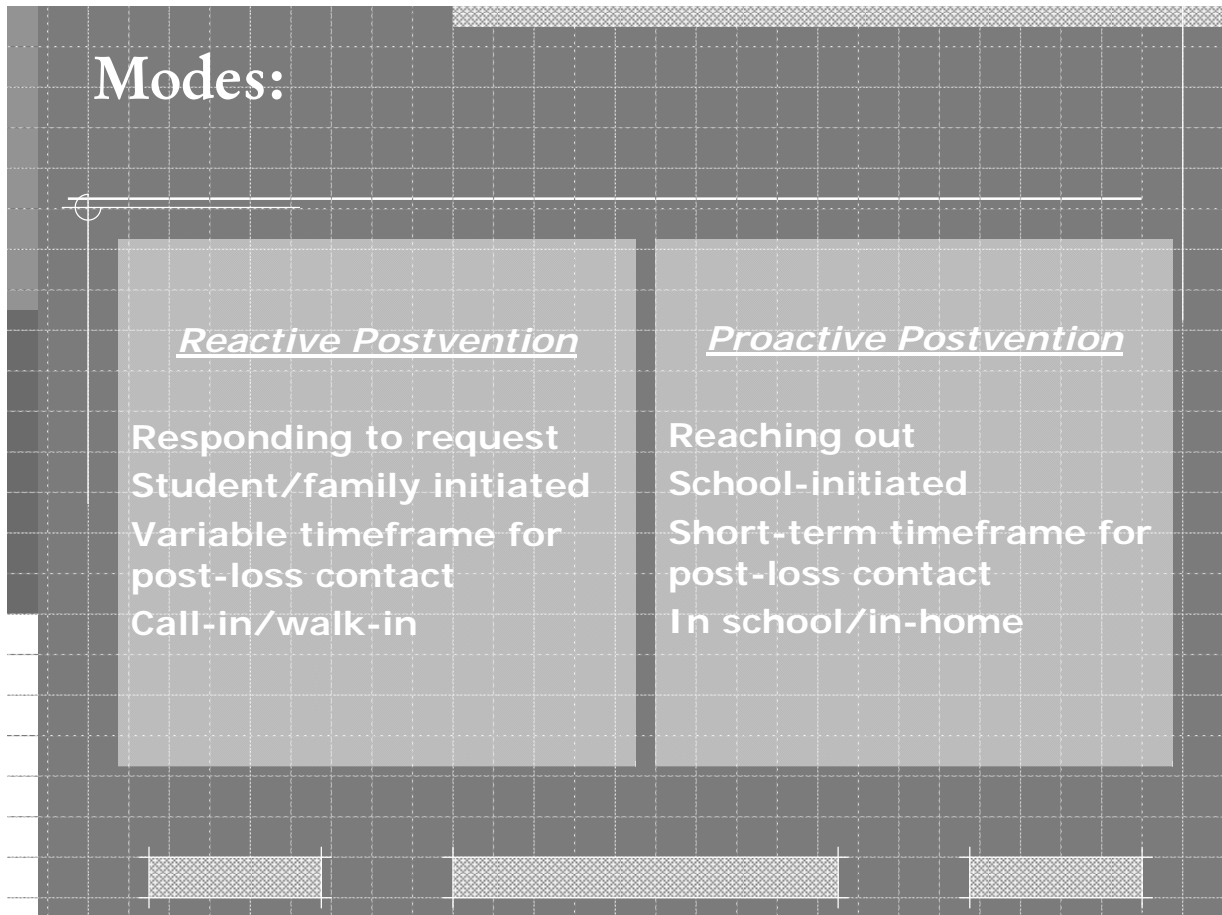 Modes:
Reactive Postvention
Responding to request
Student/family initiated
Variable timeframe for
post-loss contact
Call-in/walk-in
Proactive Postvention
Reaching out
School-initiated
Short-term timeframe for
post-loss contact
In school/in-home